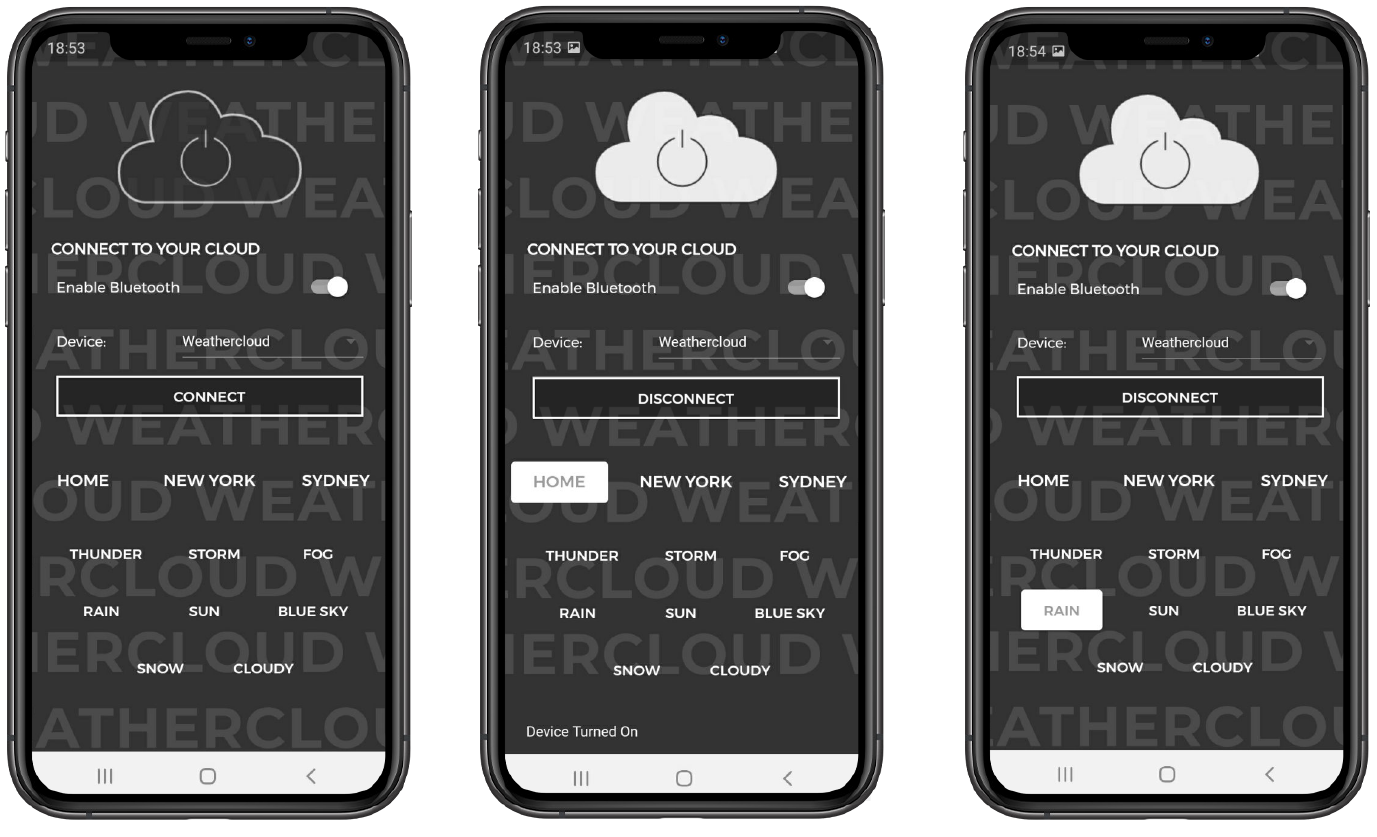 18:53
CONNECT TO YOUR CLOUD
Enable Bluetooth
Device: Weathercloud
CONNECT
HOME NEW YORK SYDNEY
THUNDER STORM FOG
RAIN SUN BLUE SKY
SNOW CLOUDY
18:53
CONNECT TO YOUR CLOUD
Enable Bluetooth
Device: Weathercloud
DISCONNECT
HOME NEW YORK SYDNEY
THUNDER STORM FOG
RAIN SUN BLUE SKY
SNOW CLOUDY
Device Turned On
18:54
CONNECT TO YOUR CLOUD
Enable Bluetooth
Device: Weathercloud
DISCONNECT
HOME NEW YORK SYDNEY
THUNDER STORM FOG
RAIN SUN BLUE SKY
SNOW CLOUDY